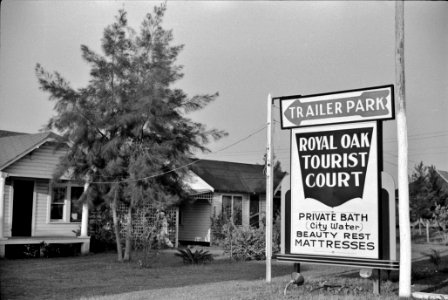 TRAILER PARK
ROYAL OAK
TOURIST
COURT
PRIVATE BATH
(City Water)
BEAUTY REST
MATTRESSES